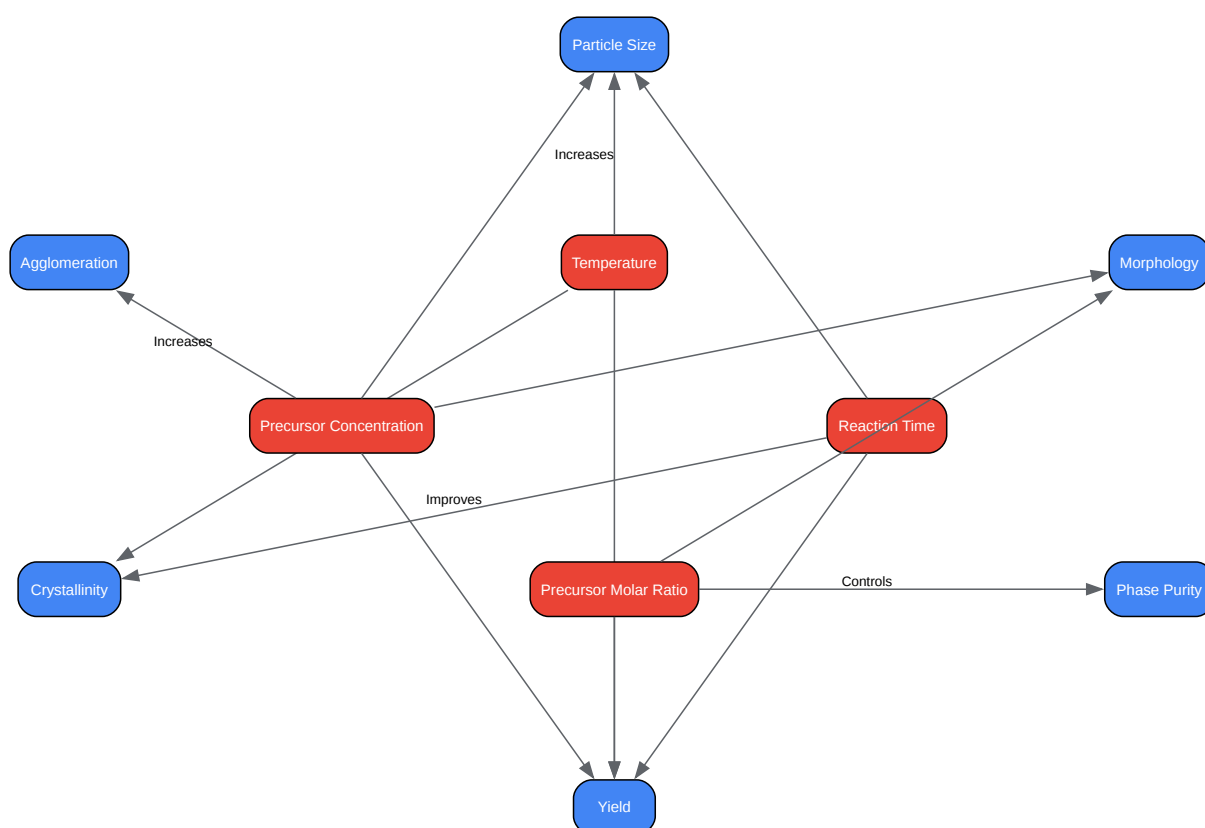 Particle Size
Increases
Agglomeration
Temperature
Morphology
Increases
Precursor Concentration
Reaction Time
Improves
Crystallinity
Precursor Molar Ratio
Controls
Phase Purity
Yield